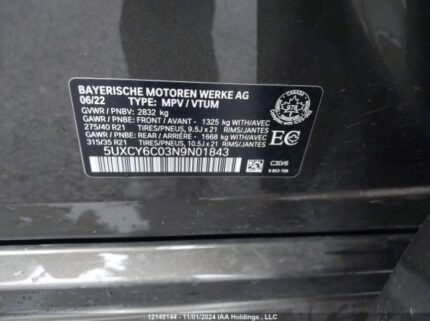 BAYERISCHE MOTOREN WERKE AG
06/22 TYPE: MPV / VTUM
GVWR / PNBV: 2832 kg
GAWR / PNBE: FRONT / AVANT - 1325 kg WITH/AVEC
275/40 R21 TIRES/PNEUS, 9.5J x 21 RIMS/JANTES
GAWR / PNBE: REAR / ARRIÈRE - 1668 kg WITH/AVEC
315/35 R21 TIRES/PNEUS, 10.5J x 21 RIMS/JANTES
5UXCY6C03N9N01843
CANADA
EC
C3D/6
12145144 - 11/01/2024 IAA Holdings , LLC